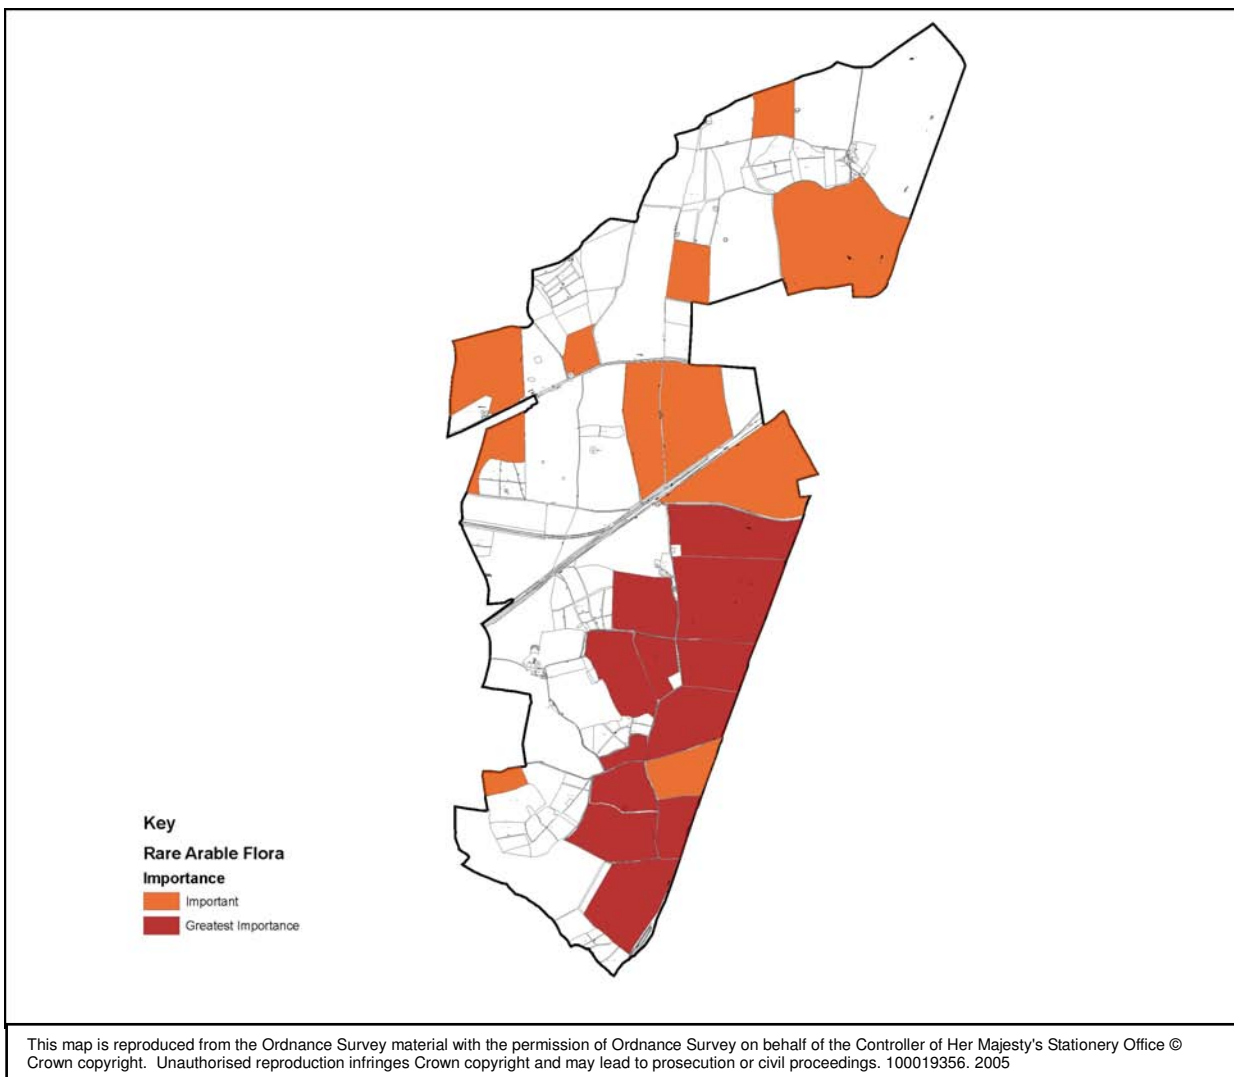 Key
Rare Arable Flora
Importance
Important
Greatest Importance
This map is reproduced from the Ordnance Survey material with the permission of Ordnance Survey on behalf of the Controller of Her Majesty's Stationery Office ©
Crown copyright.  Unauthorised reproduction infringes Crown copyright and may lead to prosecution or civil proceedings. 100019356. 2005